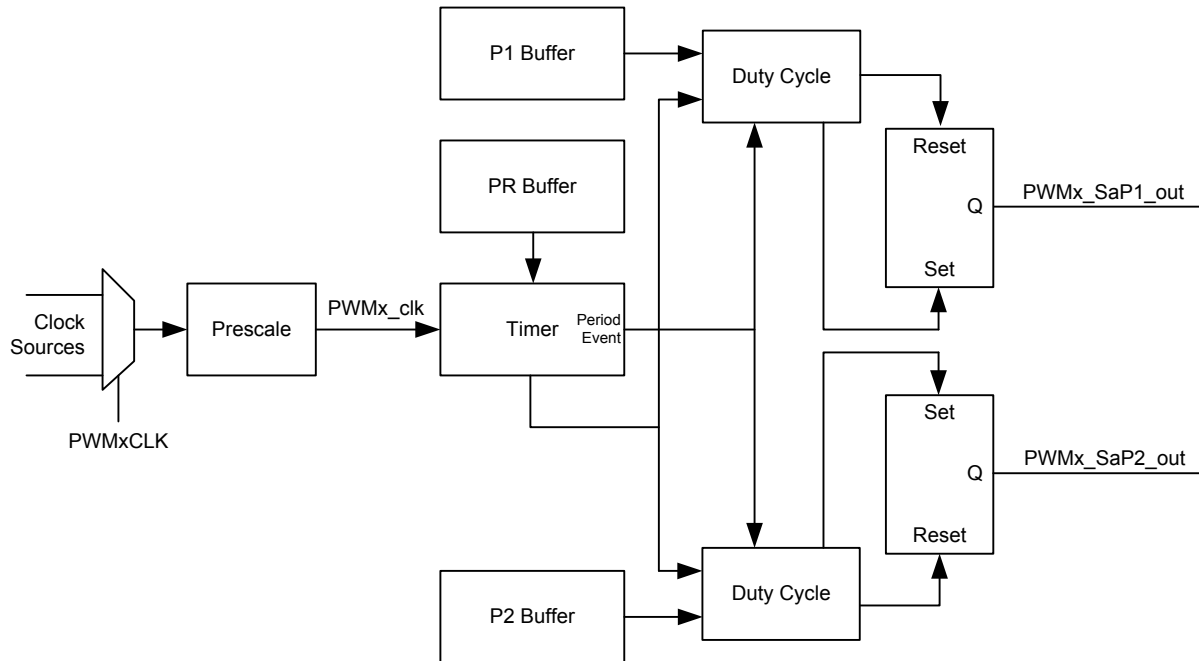 P1 Buffer
Duty Cycle
Reset
Q
Set
PWMx_SaP1_out
PR Buffer
Clock
Sources
PWMxCLK
Prescale
PWMx_clk
Timer
Period
Event
Set
Q
Reset
PWMx_SaP2_out
Duty Cycle
P2 Buffer